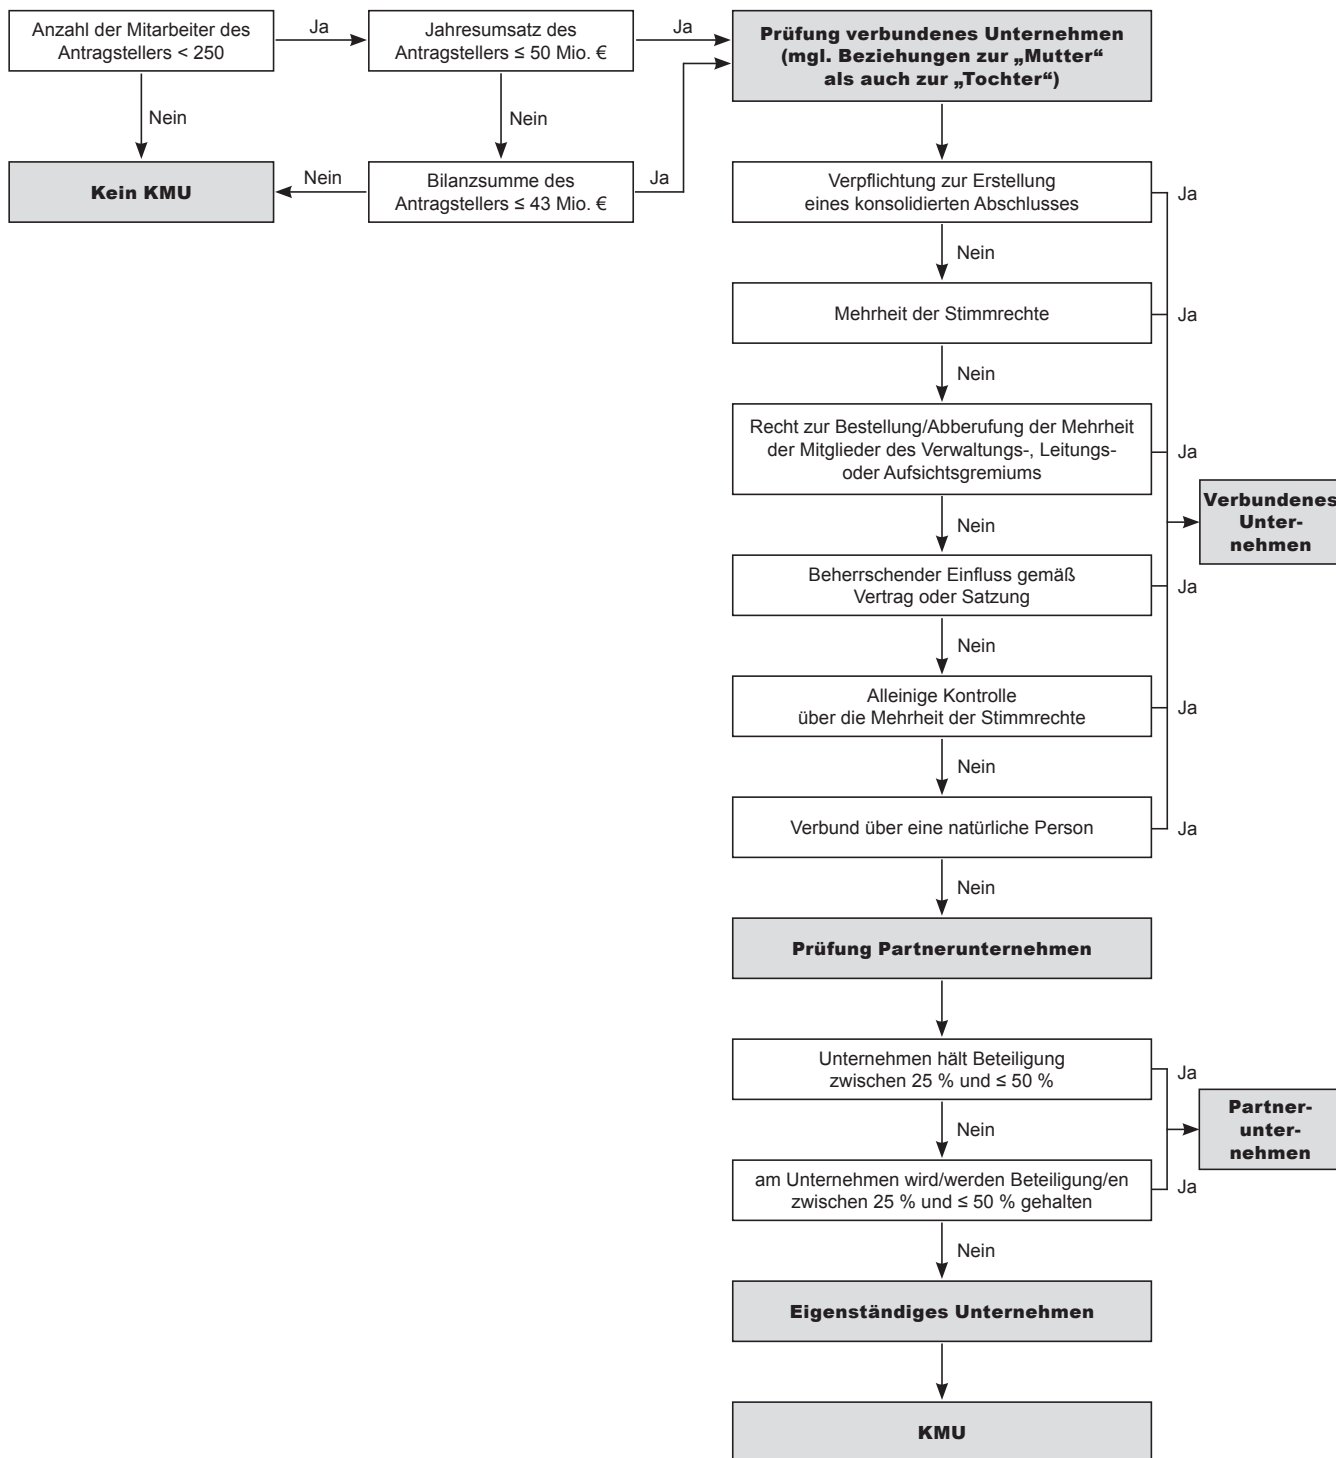 Anzahl der Mitarbeiter des
Antragstellers < 250
Ja
Jahresumsatz des
Antragstellers ≤ 50 Mio. €
Ja
Prüfung verbundenes Unternehmen
(mgl. Beziehungen zur „Mutter“
als auch zur „Tochter“)
Nein
Nein
Kein KMU
Nein
Bilanzsumme des
Antragstellers ≤ 43 Mio. €
Ja
Verpflichtung zur Erstellung
eines konsolidierten Abschlusses
Ja
Nein
Mehrheit der Stimmrechte
Ja
Nein
Recht zur Bestellung/Abberufung der Mehrheit
der Mitglieder des Verwaltungs-, Leitungs-
oder Aufsichtsgremiums
Ja
Nein
Verbundenes
Unter-
nehmen
Beherrschender Einfluss gemäß
Vertrag oder Satzung
Ja
Nein
Alleinige Kontrolle
über die Mehrheit der Stimmrechte
Ja
Nein
Verbund über eine natürliche Person
Ja
Nein
Prüfung Partnerunternehmen
Unternehmen hält Beteiligung
zwischen 25 % und ≤ 50 %
Ja
Nein
Partner-
unter-
nehmen
am Unternehmen wird/werden Beteiligung/en
zwischen 25 % und ≤ 50 % gehalten
Ja
Nein
Eigenständiges Unternehmen
KMU